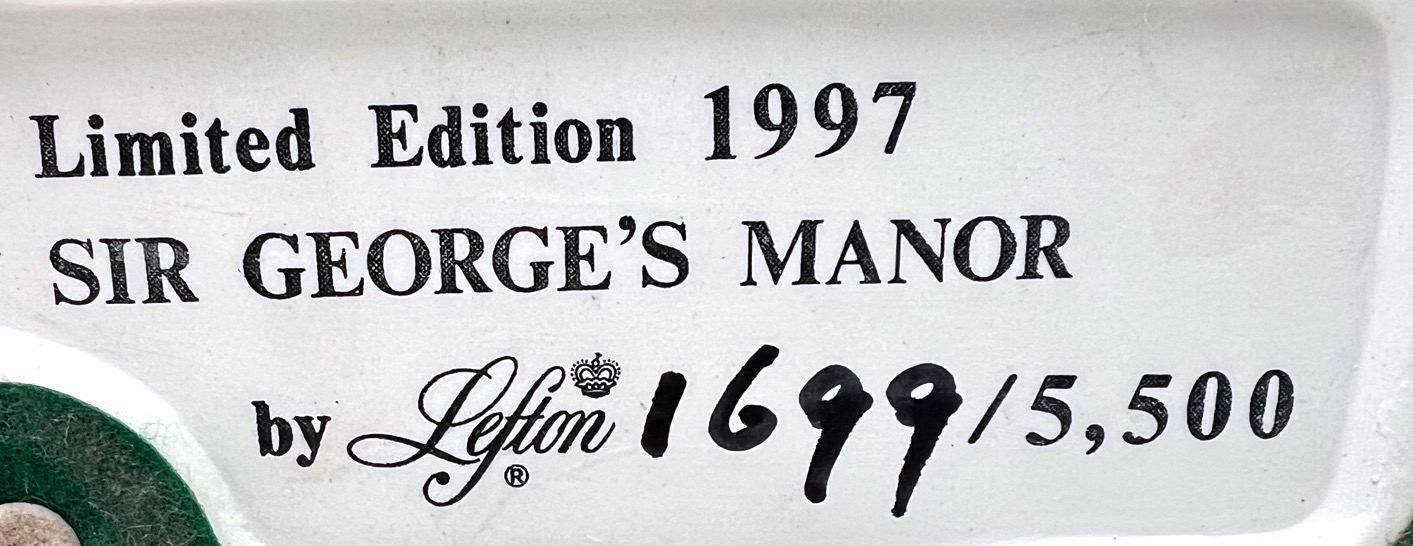 Limited Edition 1997
SIR GEORGE'S MANOR
by Lefton® 1699/5,500